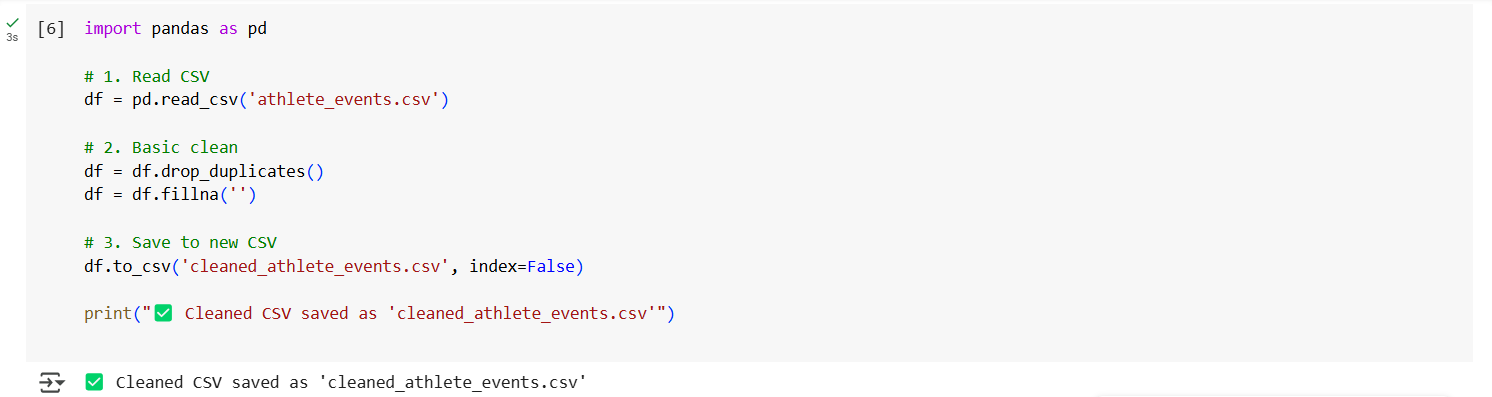 [6] import pandas as pd
3s
# 1. Read CSV
df = pd.read_csv('athlete_events.csv')
# 2. Basic clean
df = df.drop_duplicates()
df = df.fillna('')
# 3. Save to new CSV
df.to_csv('cleaned_athlete_events.csv', index=False)
print("✅ Cleaned CSV saved as 'cleaned_athlete_events.csv'")
✅ Cleaned CSV saved as 'cleaned_athlete_events.csv'